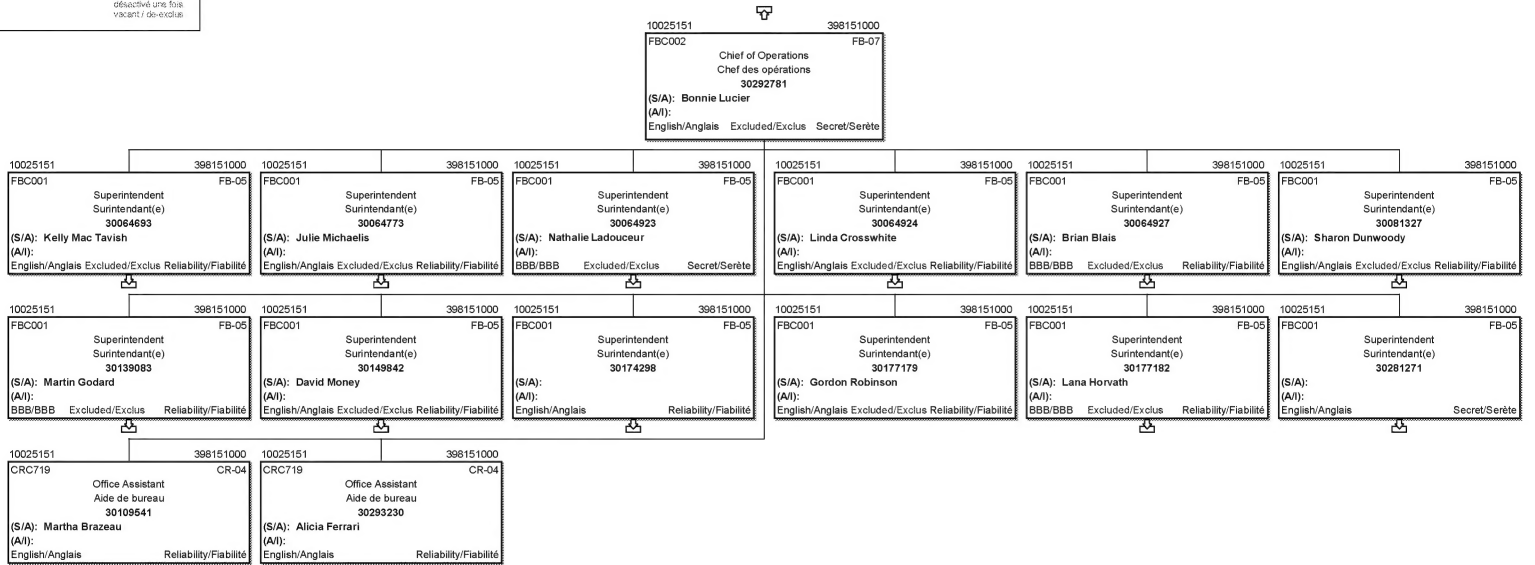 désactivé une fois
vacant / de-exclus
10025151 398151000
FBC002 FB-07
Chief of Operations
Chef des opérations
30292781
(S/A): Bonnie Lucier
(A/I):
English/Anglais Excluded/Exclus Secret/Serète
10025151 398151000
FBC001 FB-05
Superintendent
Surintendant(e)
30064693
(S/A): Kelly Mac Tavish
(A/I):
English/Anglais Excluded/Exclus Reliability/Fiabilité
10025151 398151000
FBC001 FB-05
Superintendent
Surintendant(e)
30064773
(S/A): Julie Michaelis
(A/I):
English/Anglais Excluded/Exclus Reliability/Fiabilité
10025151 398151000
FBC001 FB-05
Superintendent
Surintendant(e)
30064923
(S/A): Nathalie Ladouceur
(A/I):
BBB/BBB Excluded/Exclus Secret/Serète
10025151 398151000
FBC001 FB-05
Superintendent
Surintendant(e)
30064924
(S/A): Linda Crosswhite
(A/I):
English/Anglais Excluded/Exclus Reliability/Fiabilité
10025151 398151000
FBC001 FB-05
Superintendent
Surintendant(e)
30064927
(S/A): Brian Blais
(A/I):
BBB/BBB Excluded/Exclus Reliability/Fiabilité
10025151 398151000
FBC001 FB-05
Superintendent
Surintendant(e)
30081327
(S/A): Sharon Dunwoody
(A/I):
English/Anglais Excluded/Exclus Reliability/Fiabilité
10025151 398151000
FBC001 FB-05
Superintendent
Surintendant(e)
30139083
(S/A): Martin Godard
(A/I):
BBB/BBB Excluded/Exclus Reliability/Fiabilité
10025151 398151000
FBC001 FB-05
Superintendent
Surintendant(e)
30149842
(S/A): David Money
(A/I):
English/Anglais Excluded/Exclus Reliability/Fiabilité
10025151 398151000
FBC001 FB-05
Superintendent
Surintendant(e)
30174298
(S/A):
(A/I):
English/Anglais Reliability/Fiabilité
10025151 398151000
FBC001 FB-05
Superintendent
Surintendant(e)
30177179
(S/A): Gordon Robinson
(A/I):
English/Anglais Excluded/Exclus Reliability/Fiabilité
10025151 398151000
FBC001 FB-05
Superintendent
Surintendant(e)
30177182
(S/A): Lana Horvath
(A/I):
BBB/BBB Excluded/Exclus Reliability/Fiabilité
10025151 398151000
FBC001 FB-05
Superintendent
Surintendant(e)
30281271
(S/A):
(A/I):
English/Anglais Secret/Serète
10025151 398151000
CRC719 CR-04
Office Assistant
Aide de bureau
30109541
(S/A): Martha Brazeau
(A/I):
English/Anglais Reliability/Fiabilité
10025151 398151000
CRC719 CR-04
Office Assistant
Aide de bureau
30293230
(S/A): Alicia Ferrari
(A/I):
English/Anglais Reliability/Fiabilité